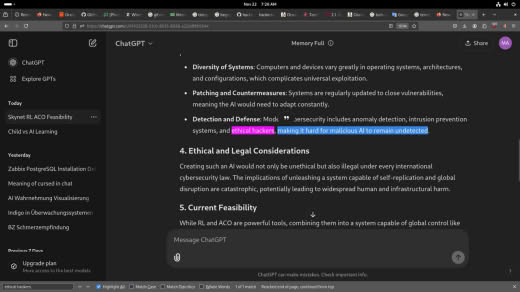 Nov 22 7:26 AM
ChatGPT
Memory Full
Share
MA
ChatGPT
Explore GPTs
Today
Skynet RL ACO Feasibility
Child vs AI Learning
Yesterday
Zabbix PostgreSQL Installation Del
Meaning of cursed in chat
AI Wahrnehmung Visualisierung
Indigo in Überwachungssystemen
BZ Schmerzempfindung
Previous 7 Days
Upgrade plan
More access to the best models
• Diversity of Systems: Computers and devices vary greatly in operating systems, architectures,
and configurations, which complicates universal exploitation.
• Patching and Countermeasures: Systems are regularly updated to close vulnerabilities,
meaning the AI would need to adapt constantly.
• Detection and Defense: Mode ersecurity includes anomaly detection, intrusion prevention
systems, and ethical hackers, making it hard for malicious AI to remain undetected.
4. Ethical and Legal Considerations
Creating such an AI would not only be unethical but also illegal under every international
cybersecurity law. The implications of unleashing a system capable of self-replication and global
disruption are catastrophic, potentially leading to widespread human and infrastructural harm.
5. Current Feasibility
While RL and ACO are powerful tools, combining them into a system capable of global control like
Message ChatGPT
ChatGPT can make mistakes. Check important info.
ethical hackers
Highlight All
Match Case
Match Diacritics
Whole Words
1 of 1 match
Reached end of page, continued from top